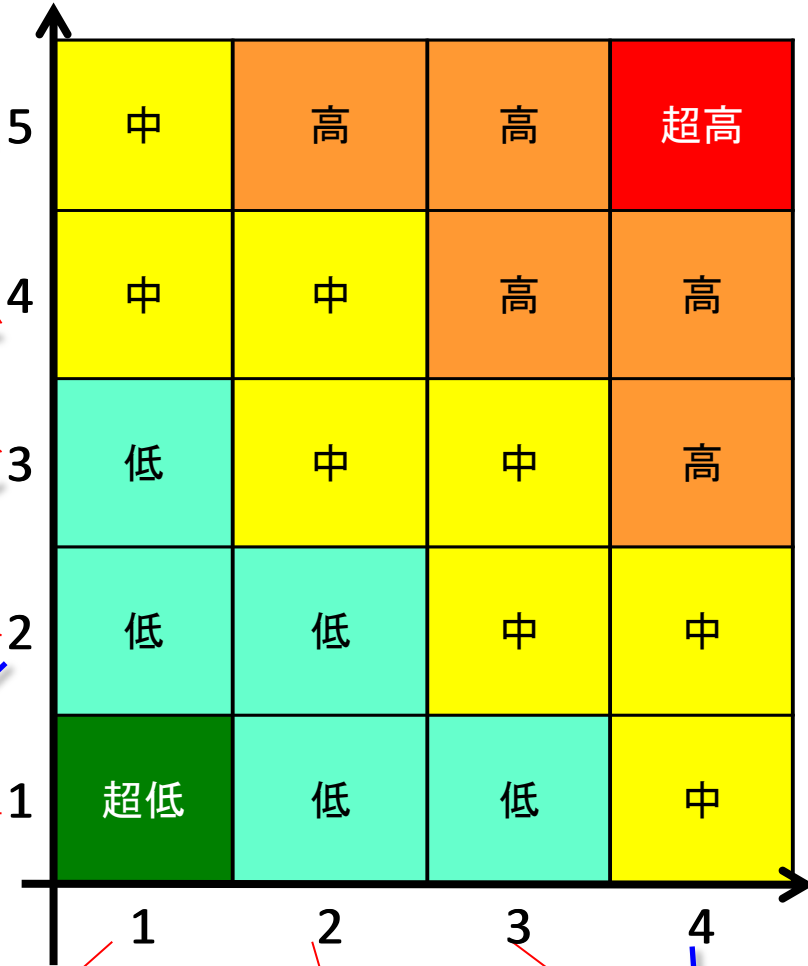 5 中 高 高 超高
4 中 中 高 高
3 低 中 中 高
2 低 低 中 中
1 超低 低 低 中
1 2 3 4